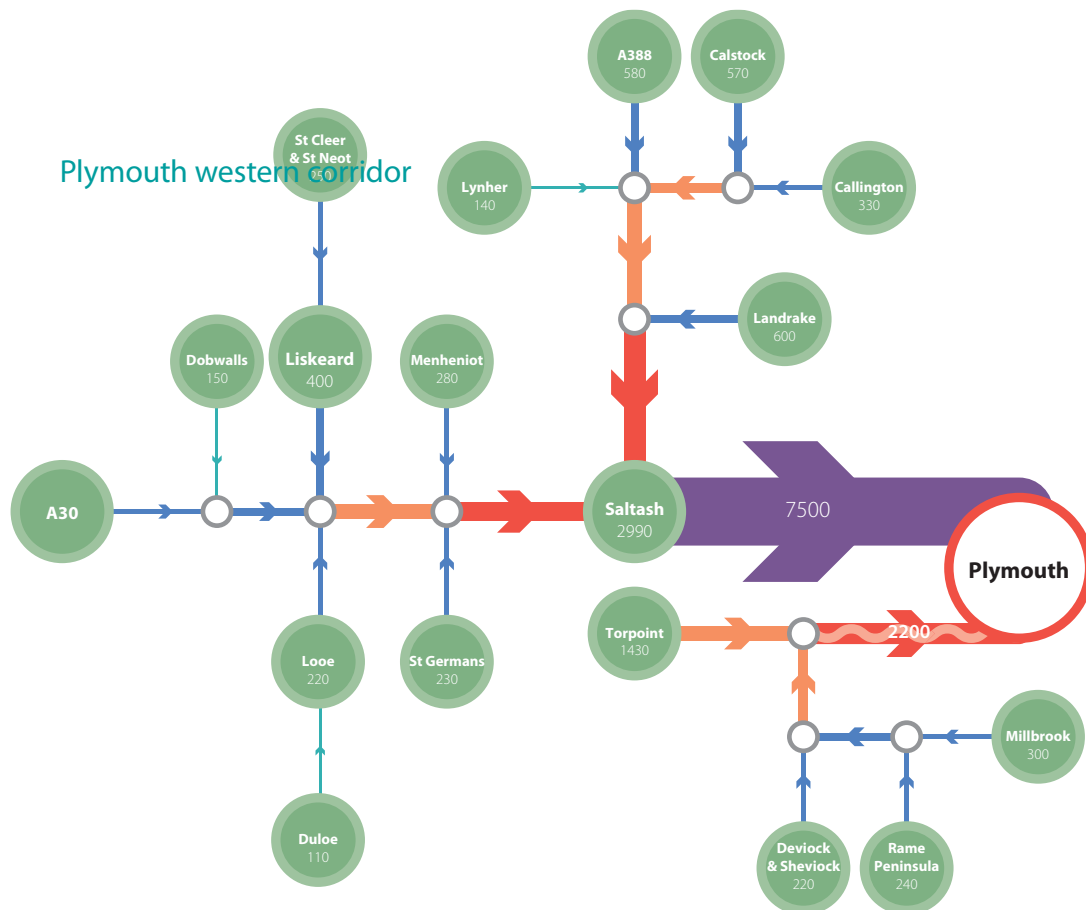 A388
580
Calstock
570
St Cleer
& St Neot
250
Plymouth western corridor
Lynher
140
Callington
330
Landrake
600
Dobwalls
150
Liskeard
400
Menheniot
280
A30
Saltash
2990
7500
Plymouth
Torpoint
1430
2200
Looe
220
St Germans
230
Millbrook
300
Duloe
110
Deviock
& Sheviock
220
Rame
Peninsula
240